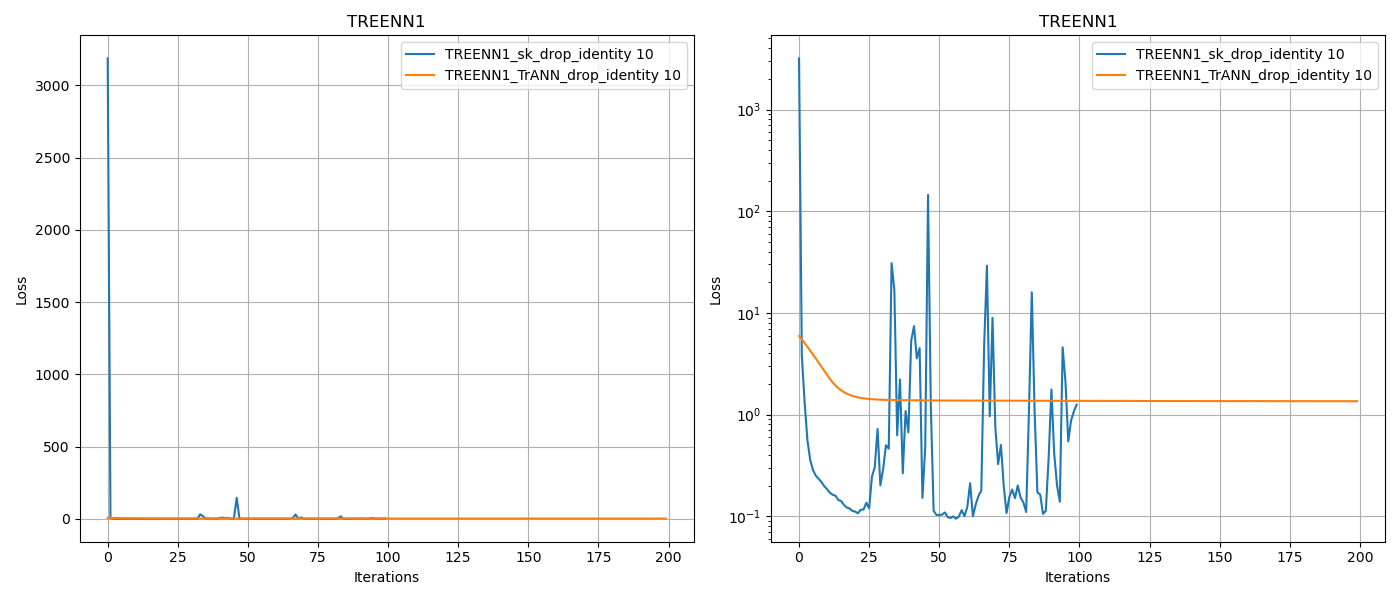 TREENN1
TREENN1_sk_drop_identity 10
TREENN1_TrANN_drop_identity 10
3000
2500
2000
1500
1000
500
0
Loss
0 25 50 75 100 125 150 175 200
Iterations
TREENN1
TREENN1_sk_drop_identity 10
TREENN1_TrANN_drop_identity 10
10³
10²
10¹
10⁰
10⁻¹
Loss
0 25 50 75 100 125 150 175 200
Iterations